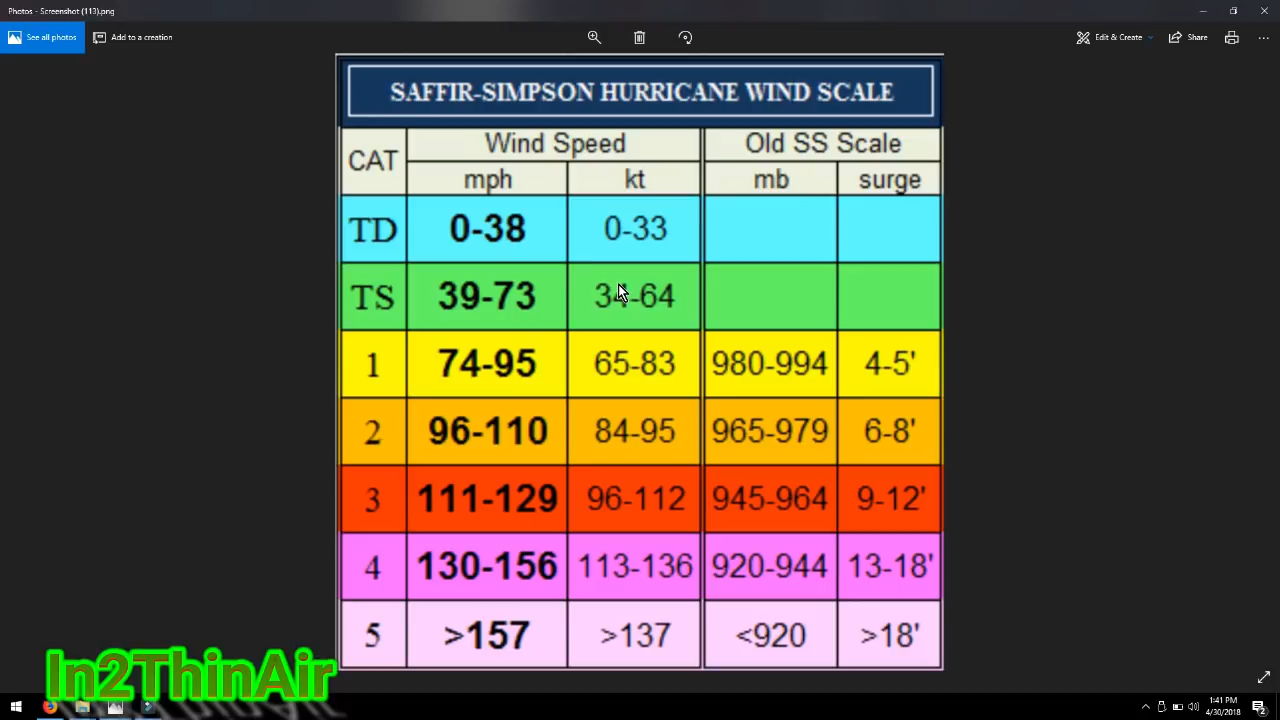 Photos - Screenshot (113).png
See all photos
Add to a creation
Edit & Create
Share
SAFFIR-SIMPSON HURRICANE WIND SCALE
CAT Wind Speed Old SS Scale
mph kt mb surge
TD 0-38 0-33
TS 39-73 34-64
1 74-95 65-83 980-994 4-5'
2 96-110 84-95 965-979 6-8'
3 111-129 96-112 945-964 9-12'
4 130-156 113-136 920-944 13-18'
5 >157 >137 <920 >18'
In2ThinAir
1:41 PM
4/30/2018
2